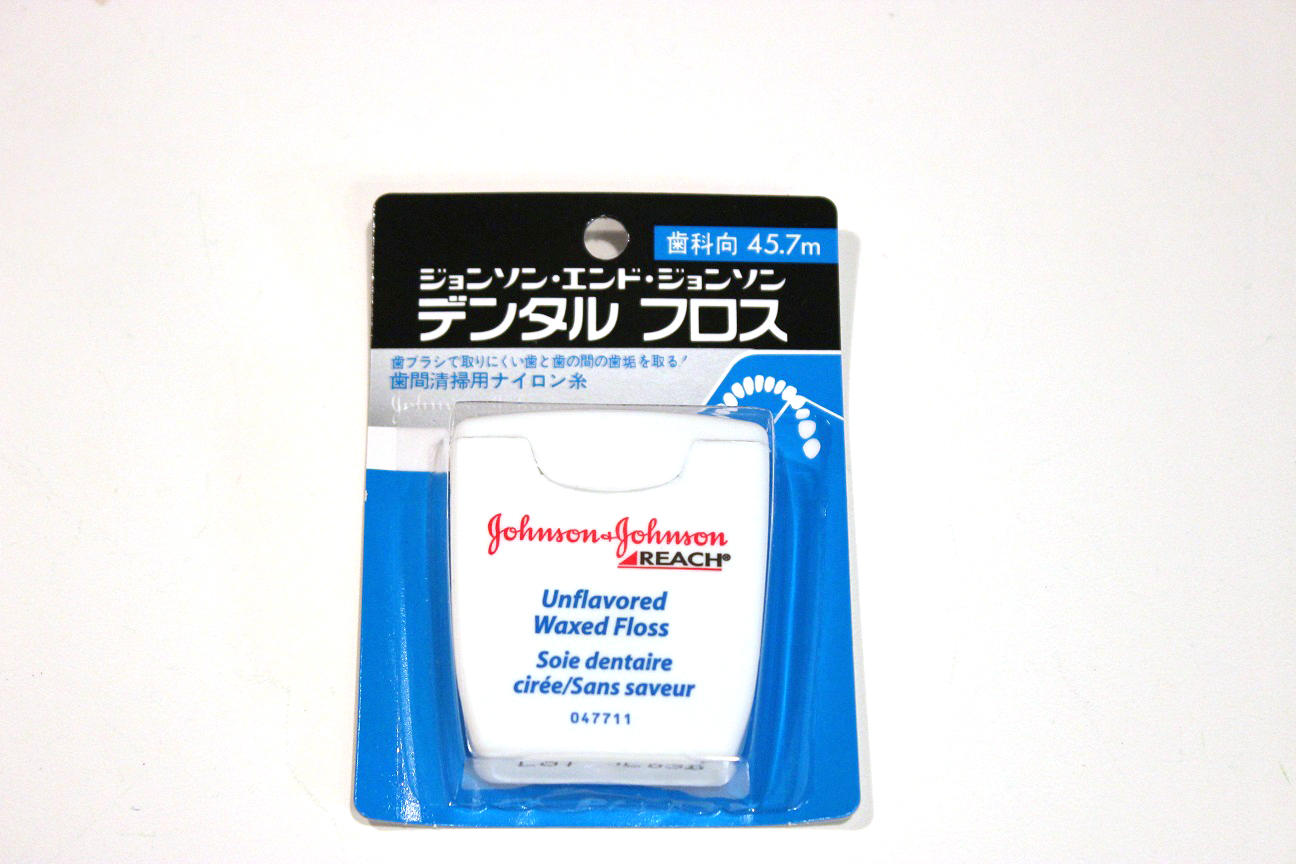 歯科向 45.7m
ジョンソン・エンド・ジョンソン
デンタル フロス
歯ブラシで取りにくい歯と歯の間の歯垢を取る!
歯間清掃用ナイロン糸
Johnson+Johnson
REACH®
Unflavored
Waxed Floss
Soie dentaire
cirée/Sans saveur
047711